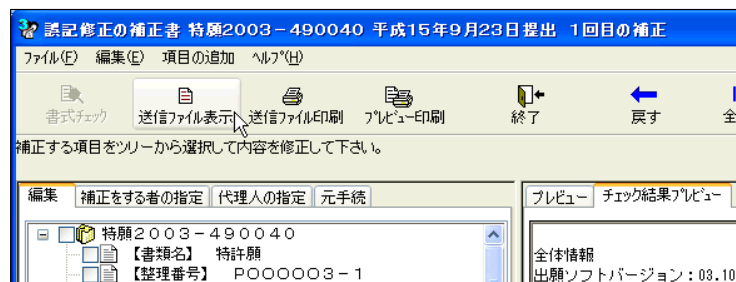 誤記修正の補正書 特願2003-490040 平成15年9月23日提出 1回目の補正
ファイル(F) 編集(E) 項目の追加 ヘルプ(H)
書式チェック 送信ファイル表示 送信ファイル印刷 プレビュー印刷 終了 戻す 全
補正する項目をツリーから選択して内容を修正して下さい。
編集 補正をする者の指定 代理人の指定 元手続 プレビュー チェック結果プレビュー
特願2003-490040
【書類名】 特許願
【整理番号】 P000003-1
全体情報
出願ソフトバージョン:03.10